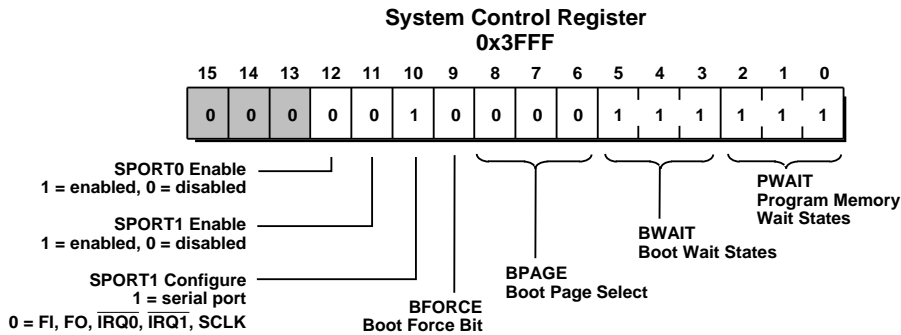 System Control Register
0x3FFF
15 14 13 12 11 10 9 8 7 6 5 4 3 2 1 0
0 0 0 0 0 1 0 0 0 0 1 1 1 1 1 1
SPORT0 Enable
1 = enabled, 0 = disabled
SPORT1 Enable
1 = enabled, 0 = disabled
SPORT1 Configure
1 = serial port
0 = FI, FO, IRQ0, IRQ1, SCLK
BFORCE
Boot Force Bit
BPAGE
Boot Page Select
BWAIT
Boot Wait States
PWAIT
Program Memory
Wait States